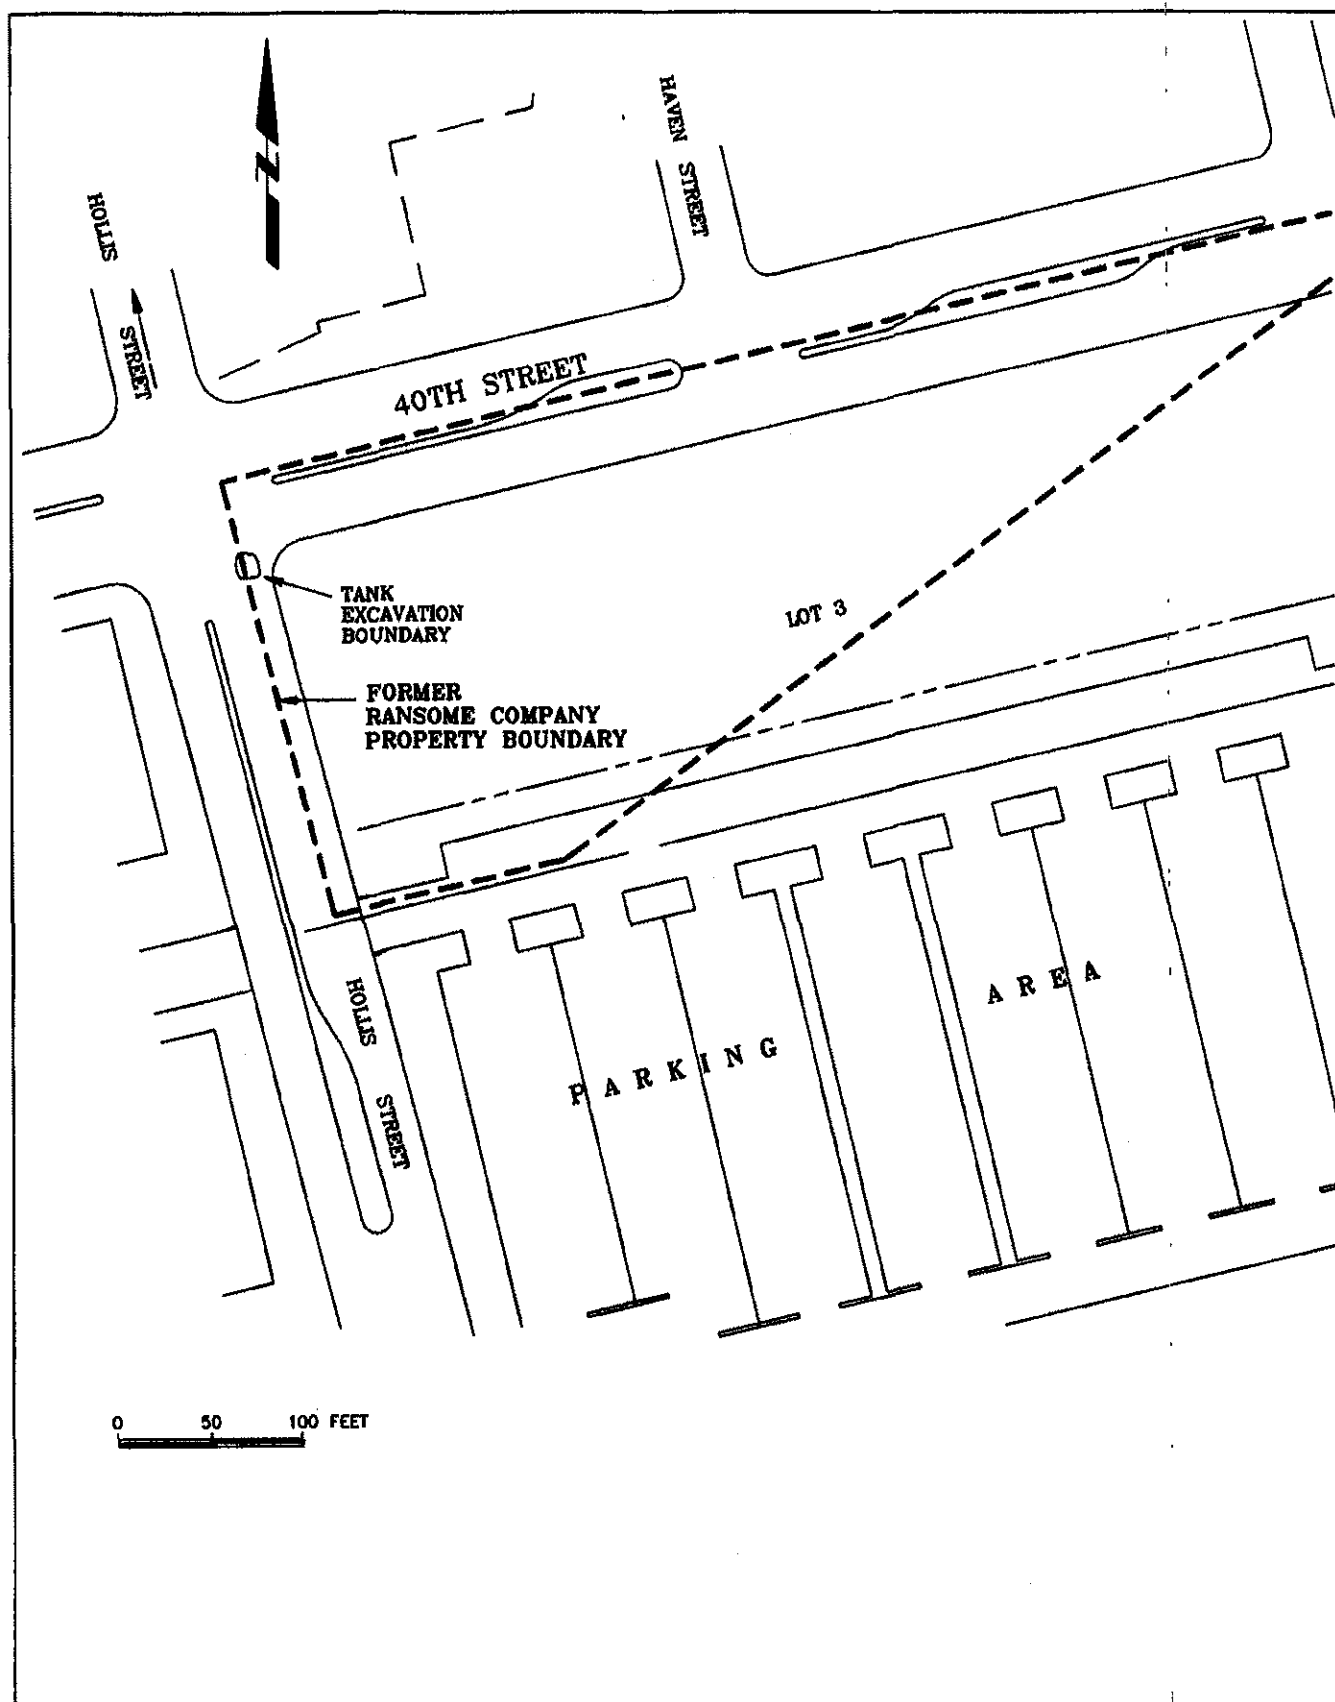 HAVEN STREET
HOLLIS STREET
N
40TH STREET
TANK
EXCAVATION
BOUNDARY
LOT 3
FORMER
RANSOME COMPANY
PROPERTY BOUNDARY
HOLLIS STREET
PARKING AREA
0 50 100 FEET